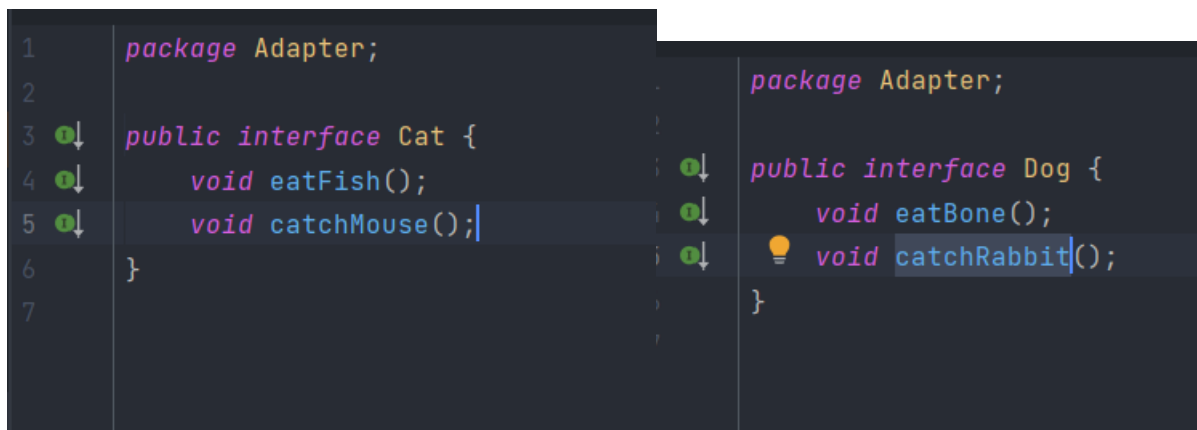 1 package Adapter;
2
3 public interface Cat {
4 void eatFish();
5 void catchMouse();
6 }
7
package Adapter;
public interface Dog {
void eatBone();
void catchRabbit();
}